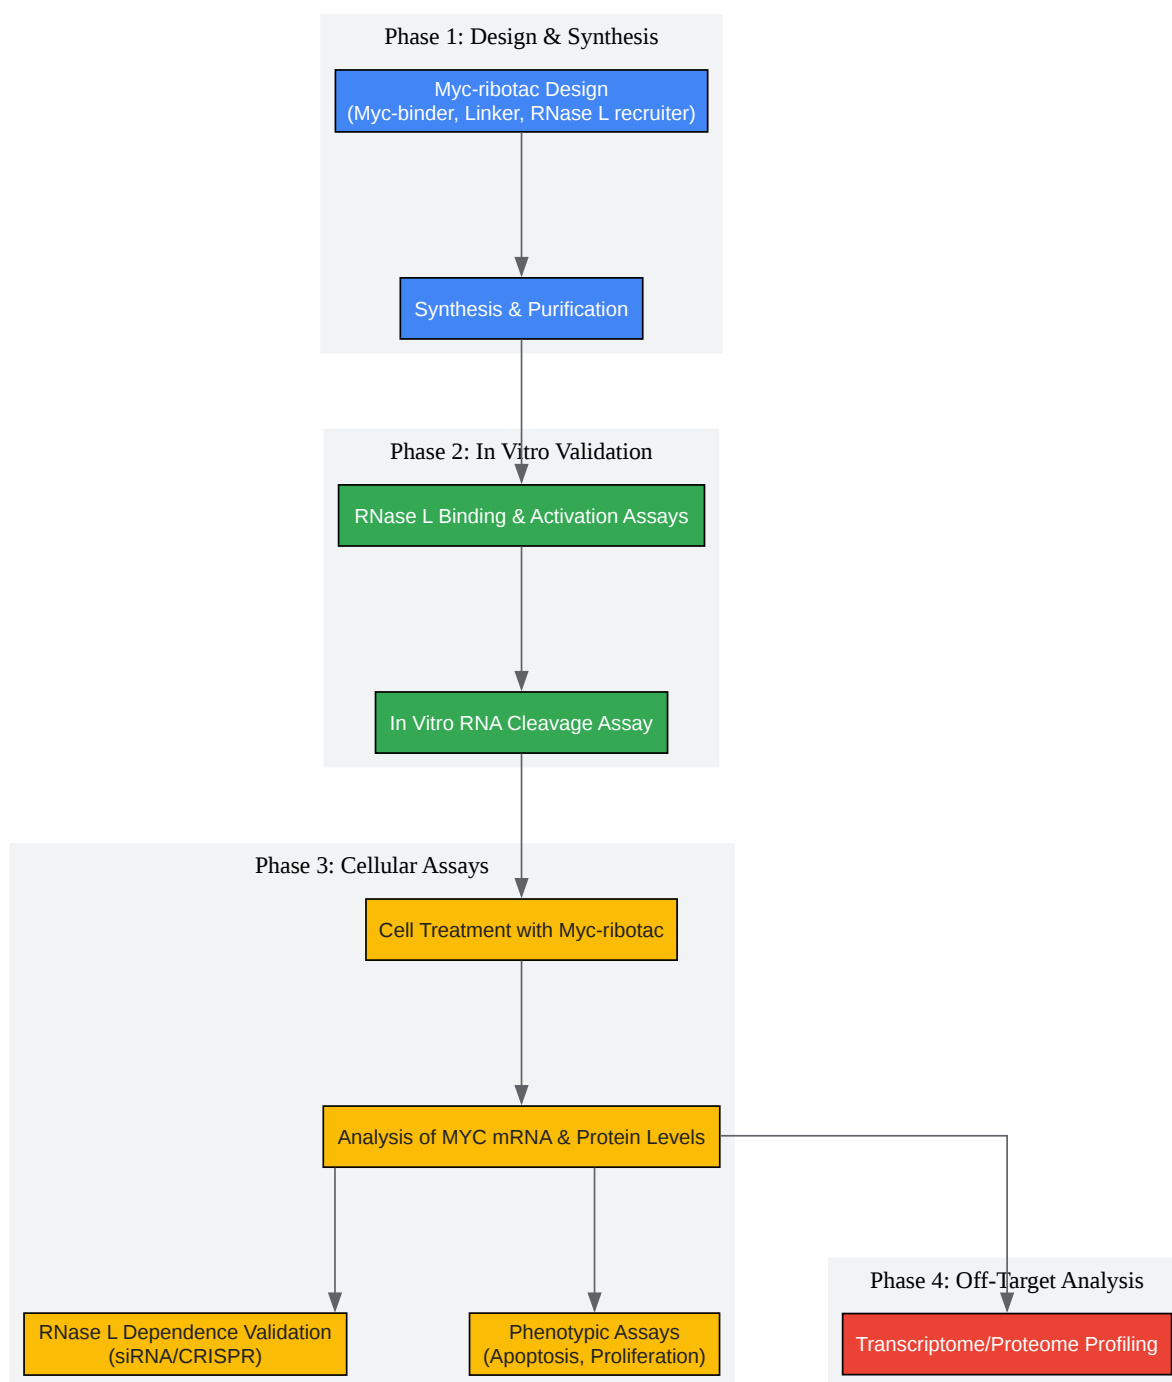 Phase 1: Design & Synthesis
Myc-ribotac Design
(Myc-binder, Linker, RNase L recruiter)
Synthesis & Purification
Phase 2: In Vitro Validation
RNase L Binding & Activation Assays
In Vitro RNA Cleavage Assay
Phase 3: Cellular Assays
Cell Treatment with Myc-ribotac
Analysis of MYC mRNA & Protein Levels
RNase L Dependence Validation
(siRNA/CRISPR)
Phenotypic Assays
(Apoptosis, Proliferation)
Phase 4: Off-Target Analysis
Transcriptome/Proteome Profiling